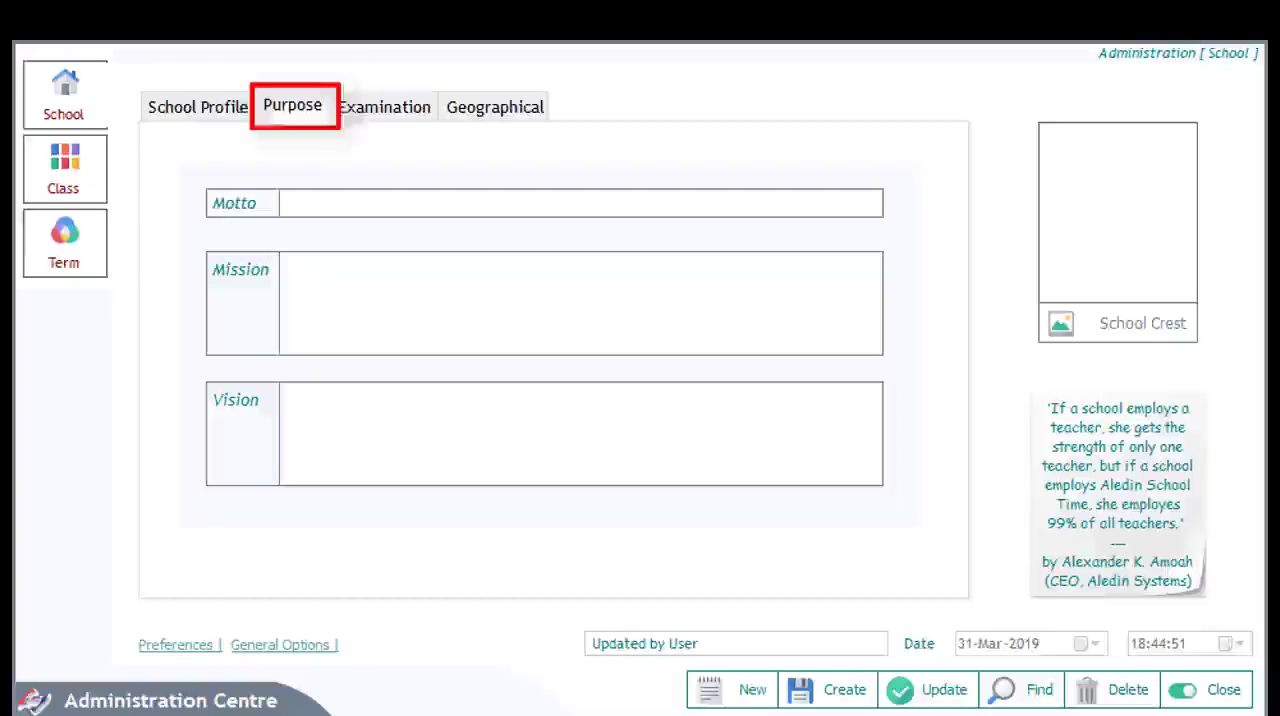 Administration [ School ]
School
Class
Term
School Profile
Purpose
Examination
Geographical
Motto
Mission
Vision
School Crest
'If a school employs a
teacher, she gets the
strength of only one
teacher, but if a school
employs Aledin School
Time, she employes
99% of all teachers.'
---
by Alexander K. Amoah
(CEO, Aledin Systems)
Preferences |
General Options |
Updated by User
Date
31-Mar-2019
18:44:51
Administration Centre
New
Create
Update
Find
Delete
Close